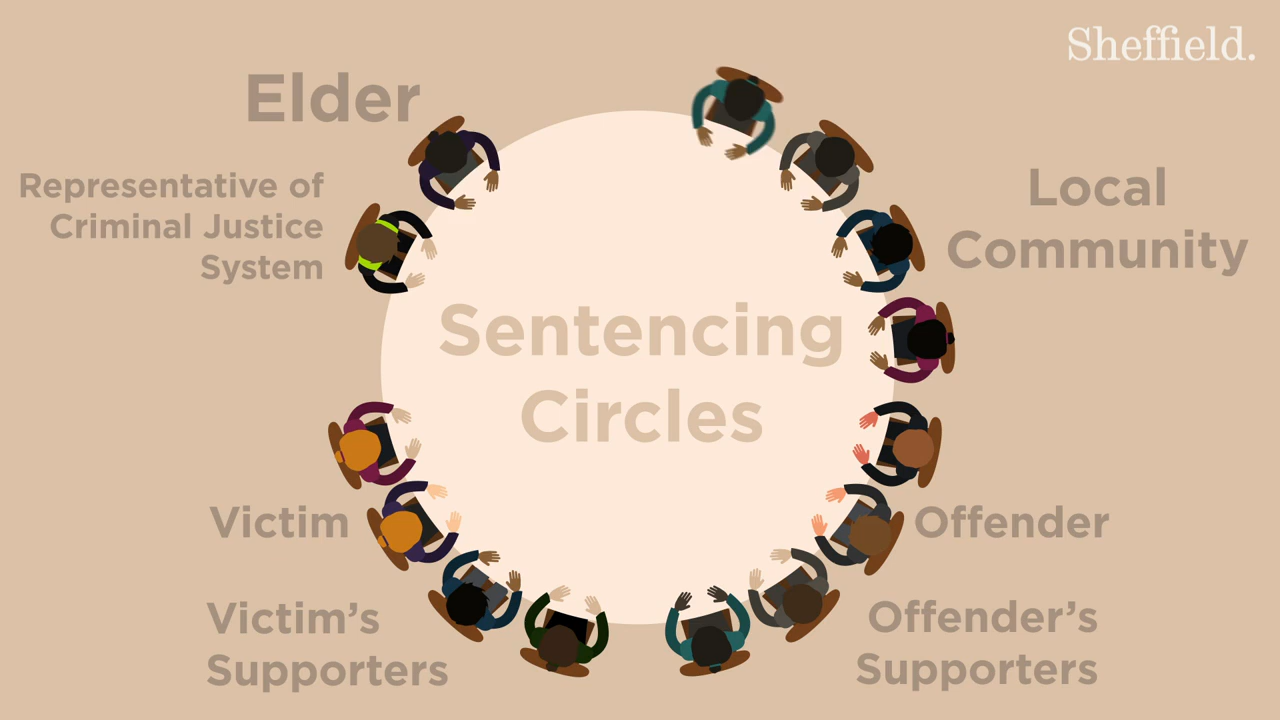 Sheffield.
Elder
Representative of
Criminal Justice
System
Local
Community
Sentencing
Circles
Victim
Offender
Victim’s
Supporters
Offender’s
Supporters